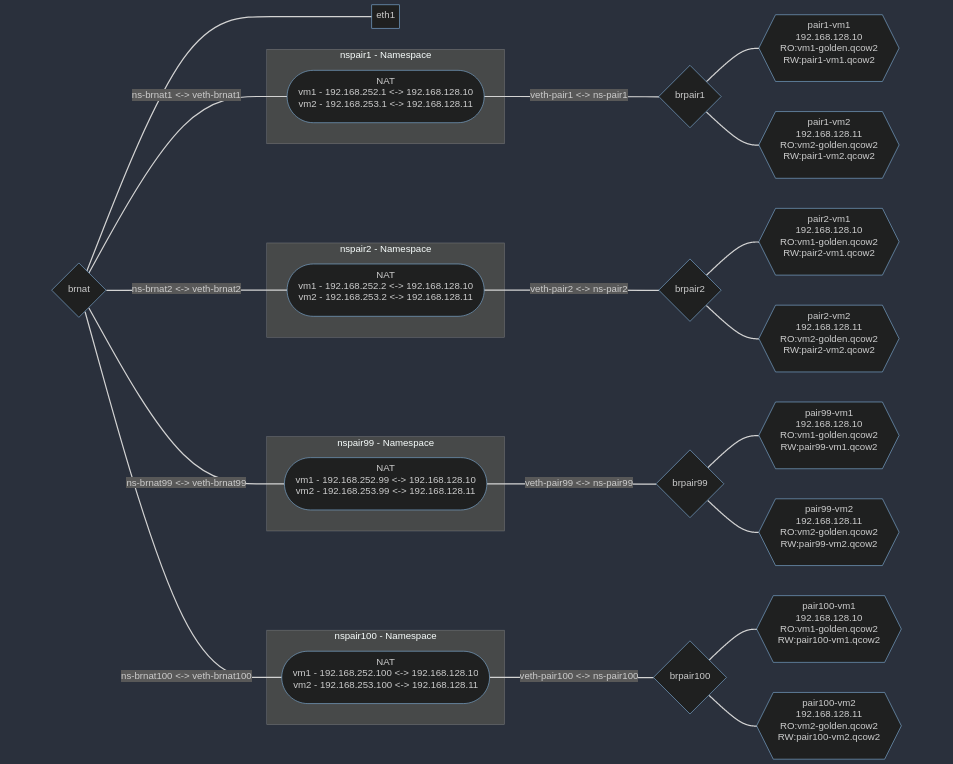 eth1
nspair1 - Namespace
NAT
vm1 - 192.168.252.1 <-> 192.168.128.10
vm2 - 192.168.253.1 <-> 192.168.128.11
ns-brnat1 <-> veth-brnat1
veth-pair1 <-> ns-pair1
brpair1
pair1-vm1
192.168.128.10
RO:vm1-golden.qcow2
RW:pair1-vm1.qcow2
pair1-vm2
192.168.128.11
RO:vm2-golden.qcow2
RW:pair1-vm2.qcow2
brnat
nspair2 - Namespace
NAT
vm1 - 192.168.252.2 <-> 192.168.128.10
vm2 - 192.168.253.2 <-> 192.168.128.11
ns-brnat2 <-> veth-brnat2
veth-pair2 <-> ns-pair2
brpair2
pair2-vm1
192.168.128.10
RO:vm1-golden.qcow2
RW:pair2-vm1.qcow2
pair2-vm2
192.168.128.11
RO:vm2-golden.qcow2
RW:pair2-vm2.qcow2
nspair99 - Namespace
NAT
vm1 - 192.168.252.99 <-> 192.168.128.10
vm2 - 192.168.253.99 <-> 192.168.128.11
ns-brnat99 <-> veth-brnat99
veth-pair99 <-> ns-pair99
brpair99
pair99-vm1
192.168.128.10
RO:vm1-golden.qcow2
RW:pair99-vm1.qcow2
pair99-vm2
192.168.128.11
RO:vm2-golden.qcow2
RW:pair99-vm2.qcow2
nspair100 - Namespace
NAT
vm1 - 192.168.252.100 <-> 192.168.128.10
vm2 - 192.168.253.100 <-> 192.168.128.11
ns-brnat100 <-> veth-brnat100
veth-pair100 <-> ns-pair100
brpair100
pair100-vm1
192.168.128.10
RO:vm1-golden.qcow2
RW:pair100-vm1.qcow2
pair100-vm2
192.168.128.11
RO:vm2-golden.qcow2
RW:pair100-vm2.qcow2